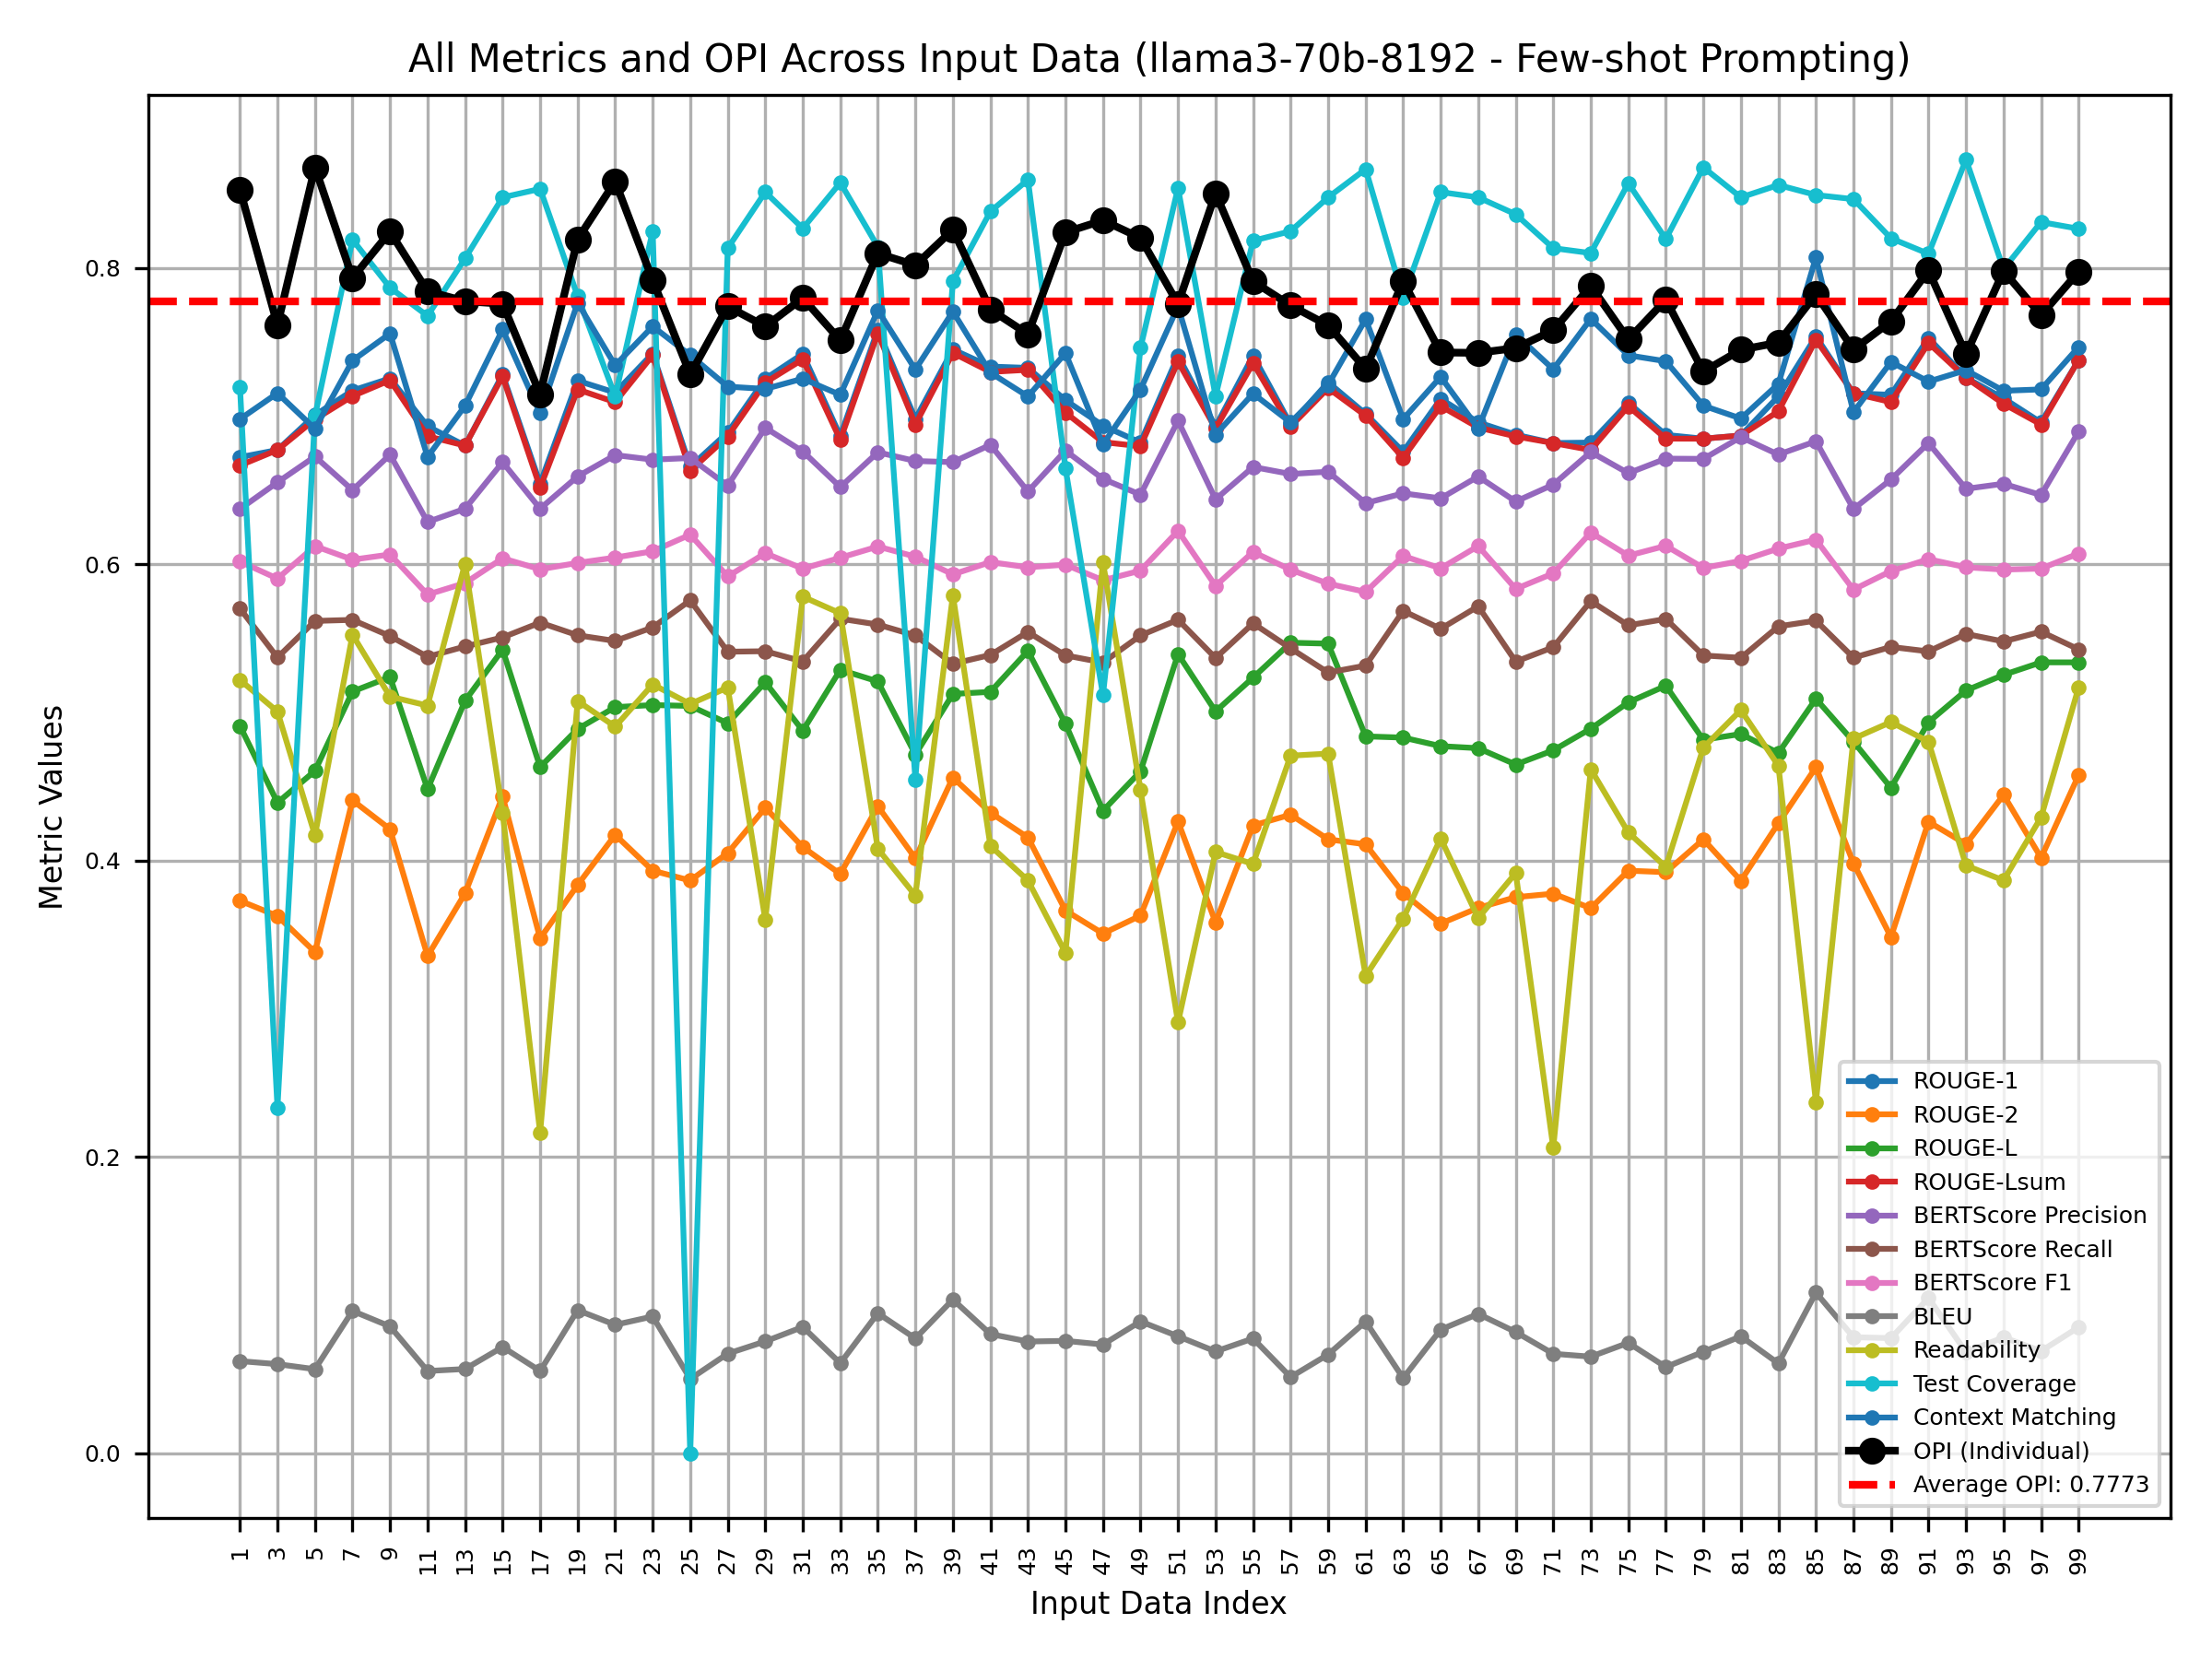 All Metrics and OPI Across Input Data (llama3-70b-8192 - Few-shot Prompting)
Metric Values
0.8
0.6
0.4
0.2
0.0
ROUGE-1
ROUGE-2
ROUGE-L
ROUGE-Lsum
BERTScore Precision
BERTScore Recall
BERTScore F1
BLEU
Readability
Test Coverage
Context Matching
OPI (Individual)
Average OPI: 0.7773
1 3 5 7 9 11 13 15 17 19 21 23 25 27 29 31 33 35 37 39 41 43 45 47 49 51 53 55 57 59 61 63 65 67 69 71 73 75 77 79 81 83 85 87 89 91 93 95 97 99
Input Data Index